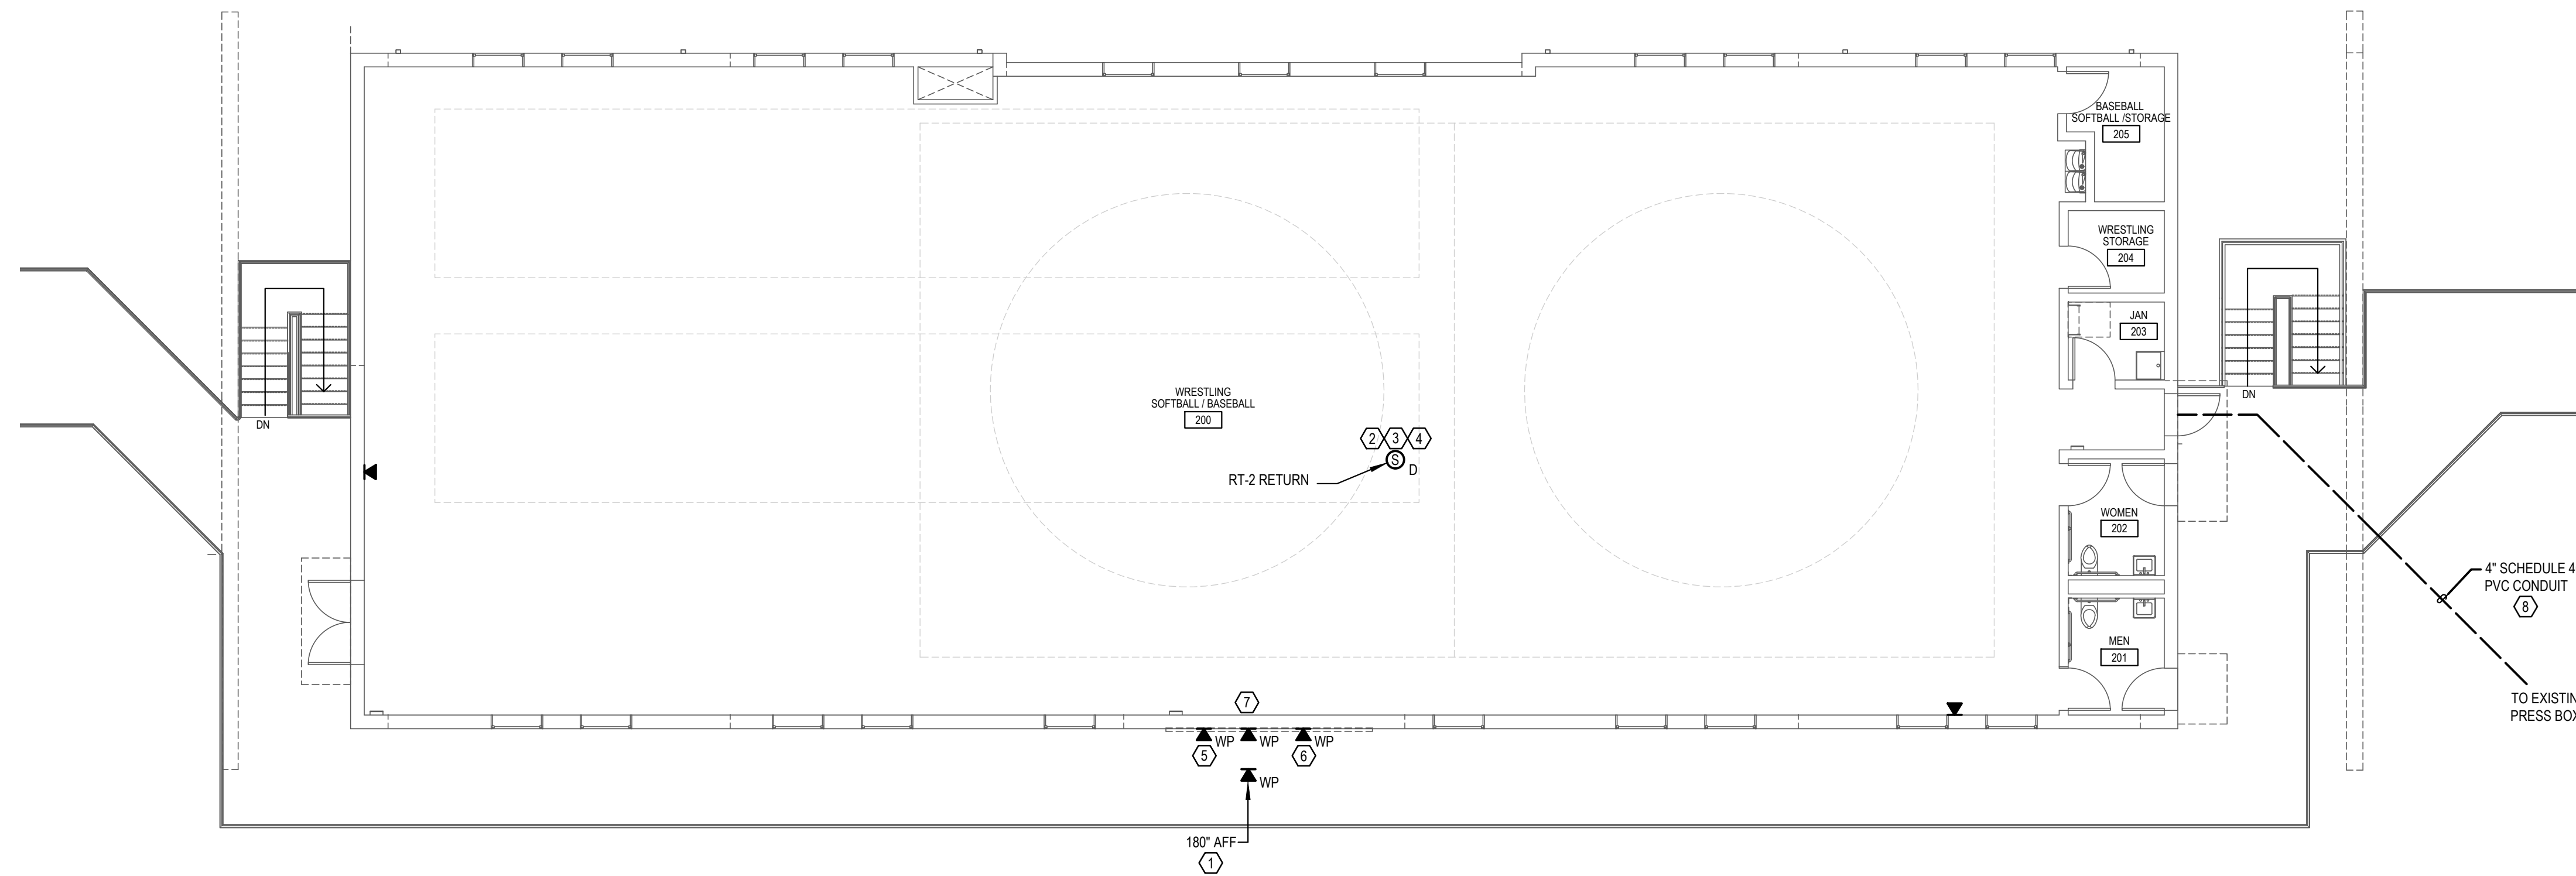 BASEBALL
SOFTBALL /STORAGE
205
WRESTLING
STORAGE
204
JAN
203
WRESTLING
SOFTBALL / BASEBALL
200
DN
DN
2 3 4
S
D
RT-2 RETURN
WOMEN
202
4" SCHEDULE 4
PVC CONDUIT
8
MEN
201
TO EXISTIN
PRESS BOX
7
WP WP WP
5 6
WP
180" AFF
1